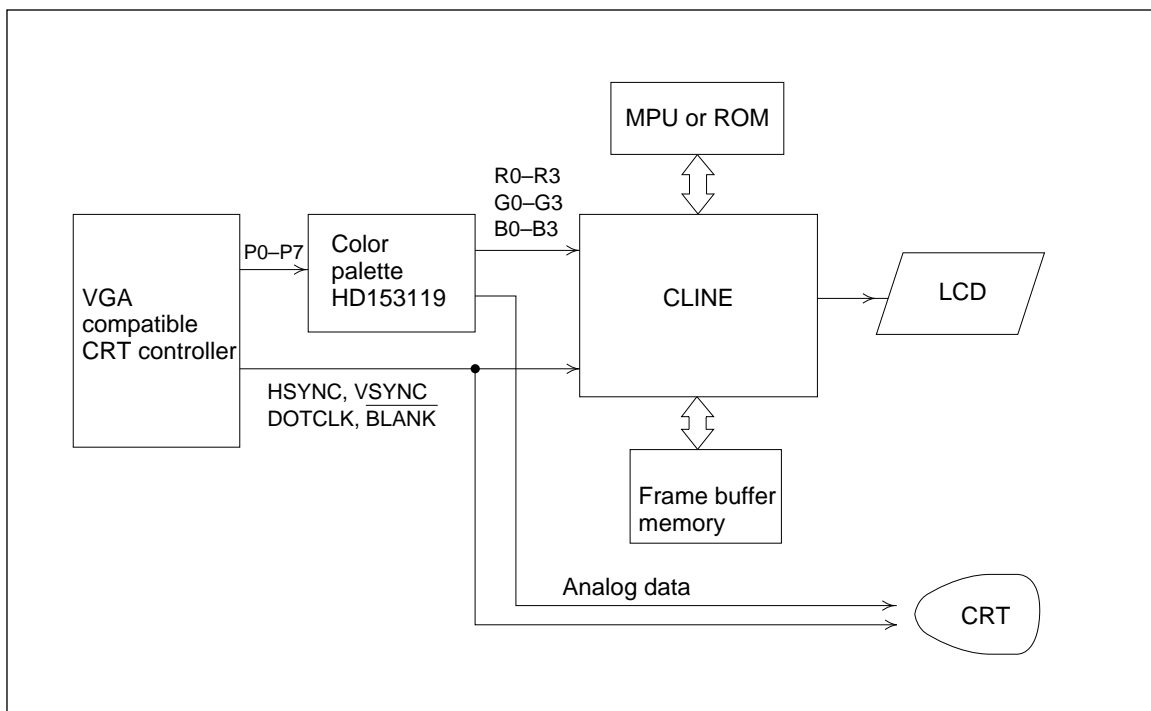 MPU or ROM
R0–R3
G0–G3
B0–B3
P0–P7
Color
palette
HD153119
VGA
compatible
CRT controller
CLINE
LCD
HSYNC, VSYNC
DOTCLK, B̅L̅A̅N̅K̅
Frame buffer
memory
Analog data
CRT